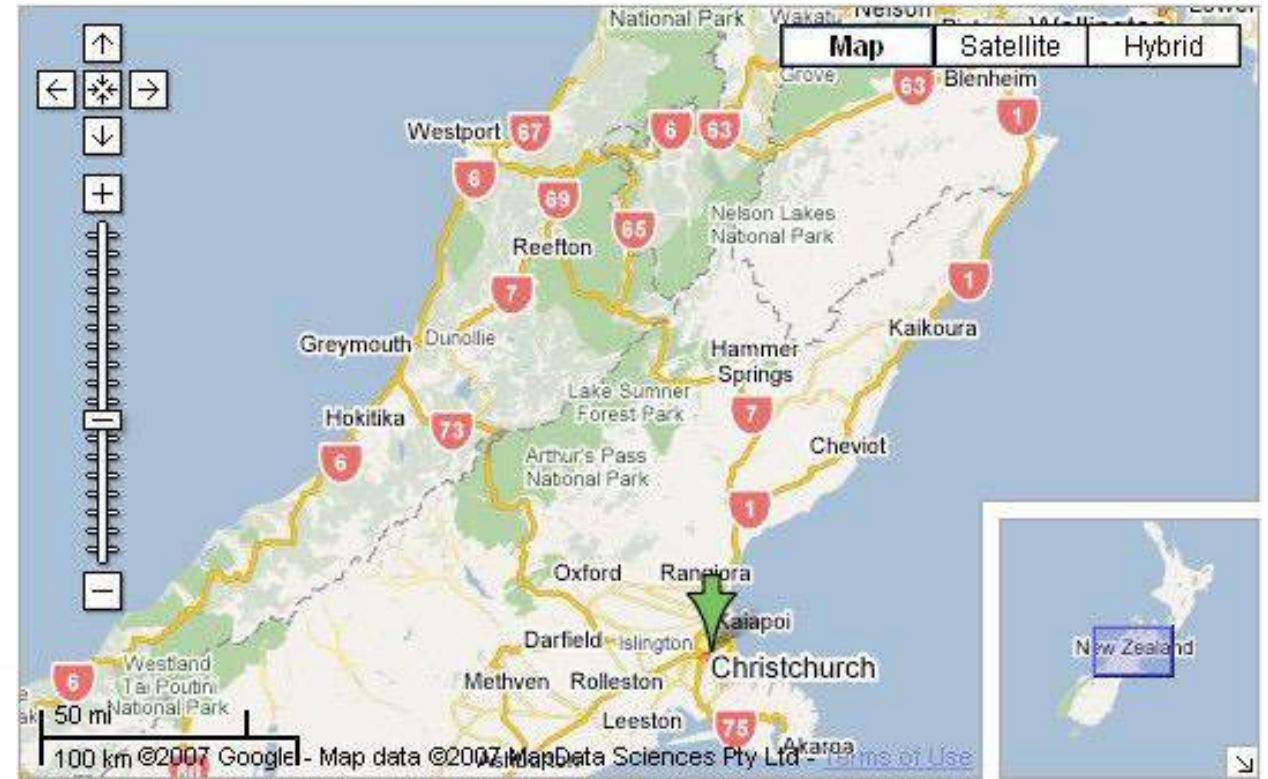 National Park
Wakatu
Nelson
Map
Satellite
Hybrid
Grove
63
Blenheim
1
Westport
67
6
63
6
69
65
Nelson Lakes
National Park
Reefton
7
1
Kaikoura
Greymouth
Dunollie
Hammer
Springs
Lake Sumner
Forest Park
7
Hokitika
73
6
Cheviot
Arthur's Pass
National Park
1
Oxford
Rangiora
Kaiapoi
Darfield
Islington
Christchurch
New Zealand
Westland
Tai Poutini
National Park
6
Methven
Rolleston
Leeston
75
Akaroa
50 mi
100 km ©2007 Google - Map data ©2007 MapData Sciences Pty Ltd - Terms of Use